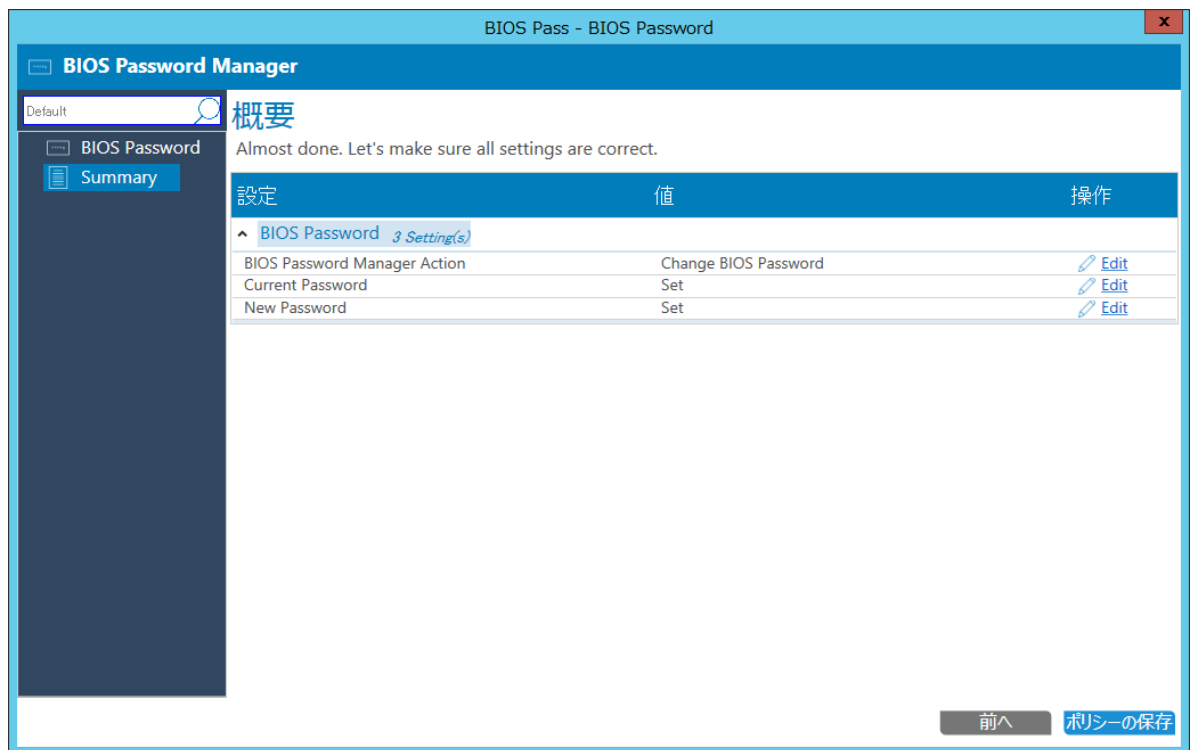 BIOS Pass - BIOS Password
x
BIOS Password Manager
Default
概要
BIOS Password
Almost done. Let's make sure all settings are correct.
Summary
設定 値 操作
BIOS Password 3 Setting(s)
BIOS Password Manager Action Change BIOS Password Edit
Current Password Set Edit
New Password Set Edit
前へ ポリシーの保存